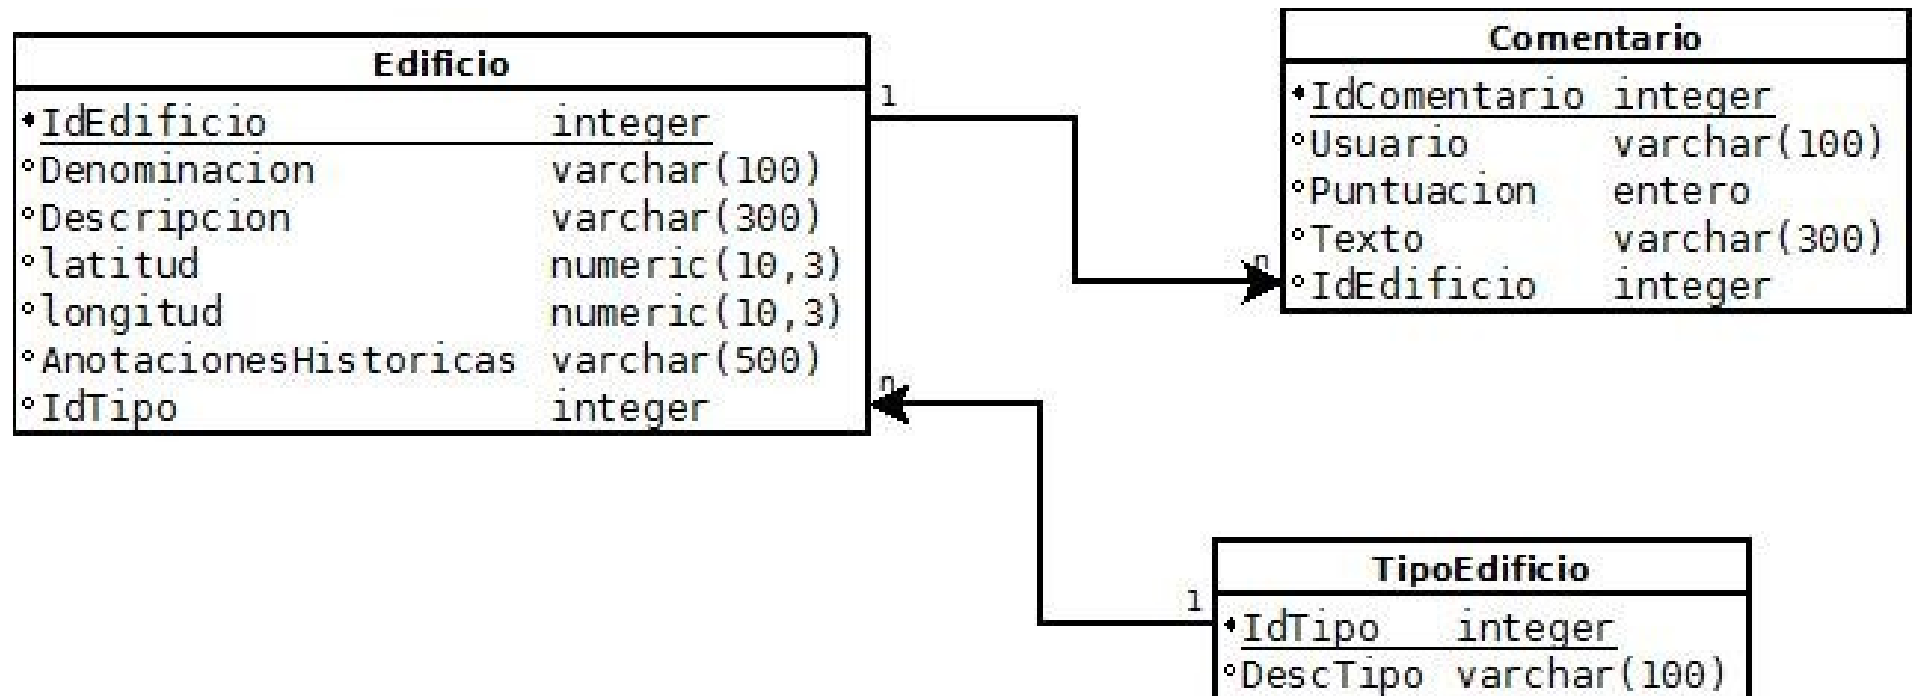 Edificio
IdEdificio integer
Denominacion varchar(100)
Descripcion varchar(300)
latitud numeric(10,3)
longitud numeric(10,3)
AnotacionesHistoricas varchar(500)
IdTipo integer
1
n
Comentario
IdComentario integer
Usuario varchar(100)
Puntuacion entero
Texto varchar(300)
IdEdificio integer
n
1
TipoEdificio
IdTipo integer
DescTipo varchar(100)